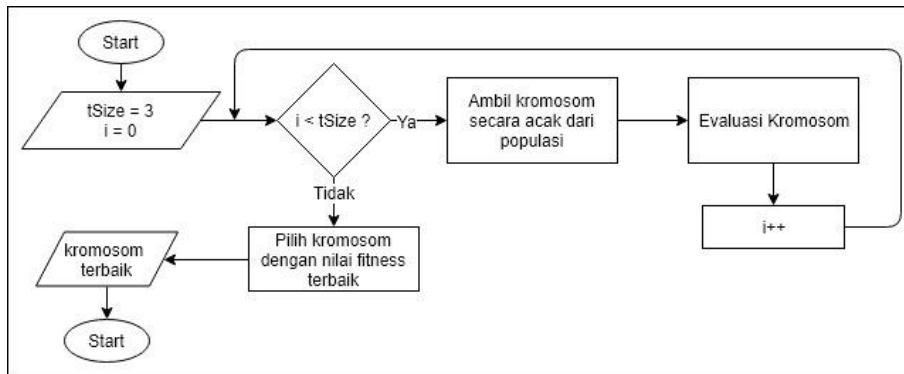 Start
tSize = 3
i = 0
i < tSize ?
Ya
Ambil kromosom
secara acak dari
populasi
Evaluasi Kromosom
i++
Tidak
Pilih kromosom
dengan nilai fitness
terbaik
kromosom
terbaik
Start